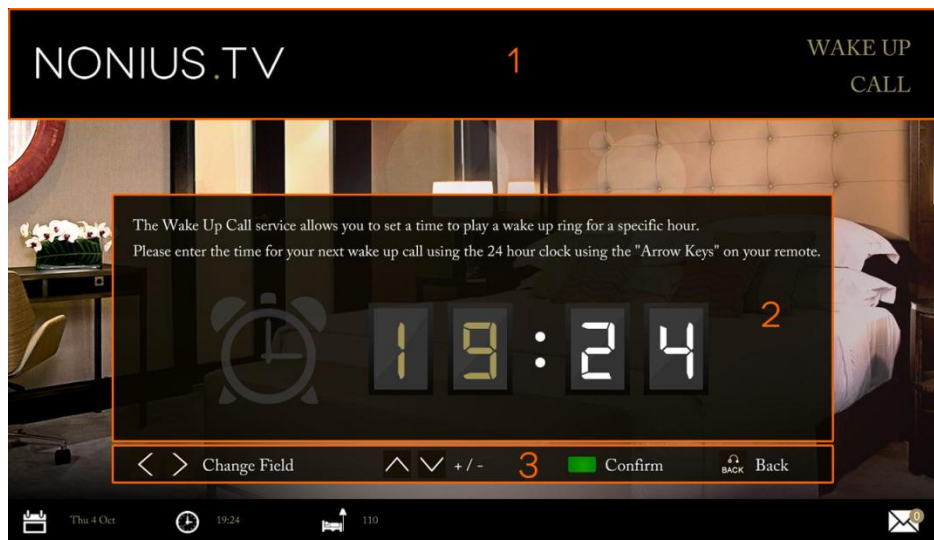 NONIUS.TV
1
WAKE UP
CALL
The Wake Up Call service allows you to set a time to play a wake up ring for a specific hour.
Please enter the time for your next wake up call using the 24 hour clock using the "Arrow Keys" on your remote.
19:24
2
Change Field
+ / -
3
Confirm
BACK
Back
Thu 4 Oct
19:24
110
0